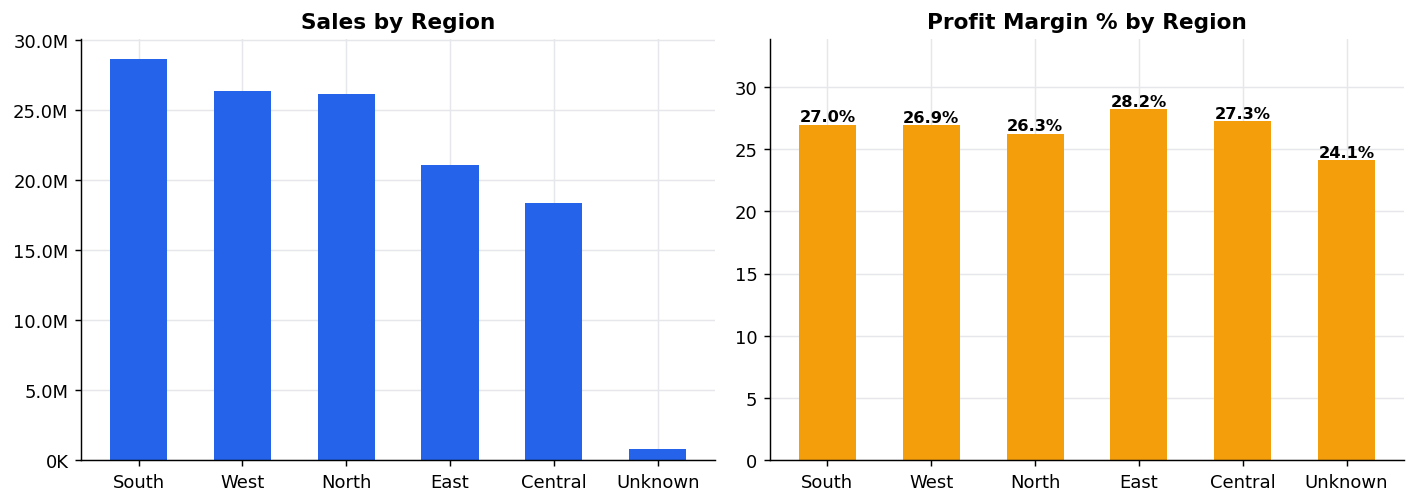 Sales by Region
30.0M
25.0M
20.0M
15.0M
10.0M
5.0M
0K
South West North East Central Unknown
Profit Margin % by Region
30
25
20
15
10
5
0
27.0% 26.9% 26.3% 28.2% 27.3% 24.1%
South West North East Central Unknown